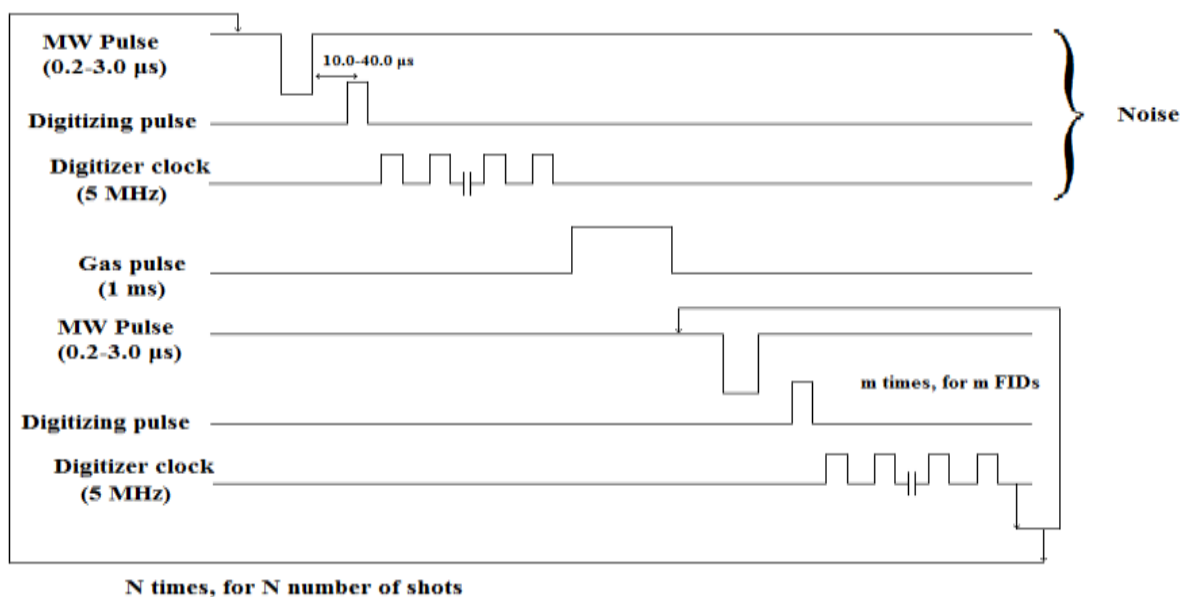 MW Pulse
(0.2-3.0 µs)
10.0-40.0 µs
Digitizing pulse
Noise
Digitizer clock
(5 MHz)
Gas pulse
(1 ms)
MW Pulse
(0.2-3.0 µs)
m times, for m FIDs
Digitizing pulse
Digitizer clock
(5 MHz)
N times, for N number of shots